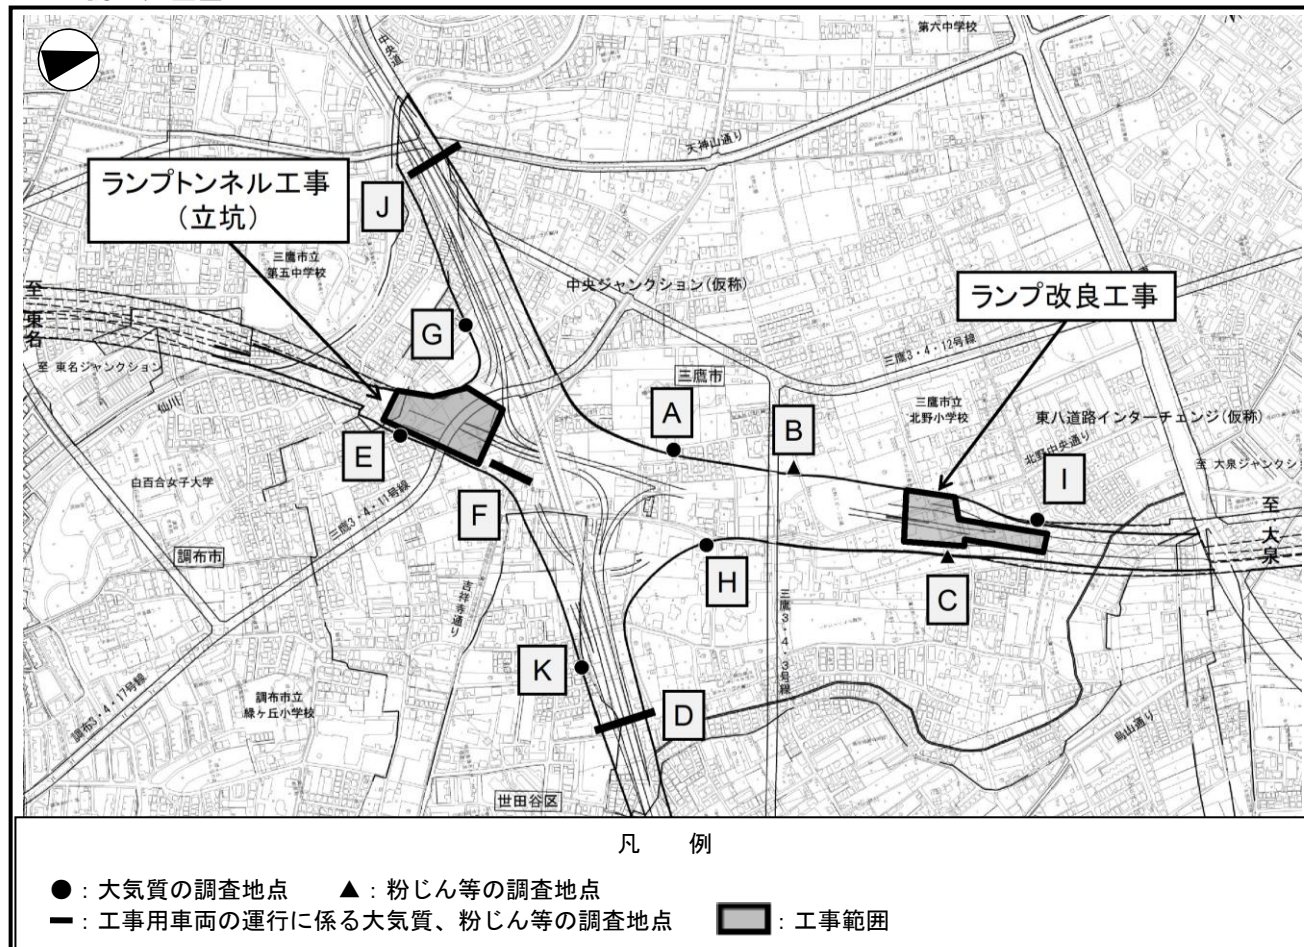 第六中学校
中央道
天神山通り
ランプトンネル工事
(立坑)
J
三鷹市立
第五中学校
至 東名
至 東名ジャンクション
中央ジャンクション(仮称)
ランプ改良工事
G
三鷹3・4・12号線
三鷹市
A
B
三鷹市立
北野小学校
東八道路インターチェンジ(仮称)
北野中央通り
至 大泉ジャンクション
I
至 大泉
仙川
E
白百合女子大学
三鷹3・4・11号線
F
調布市
吉祥寺通り
H
C
三鷹3・4・3号線
K
D
調布市立
緑ヶ丘小学校
調布3・4・17号線
烏山通り
世田谷区
凡 例
●:大気質の調査地点 ▲:粉じん等の調査地点
━:工事用車両の運行に係る大気質、粉じん等の調査地点 :工事範囲